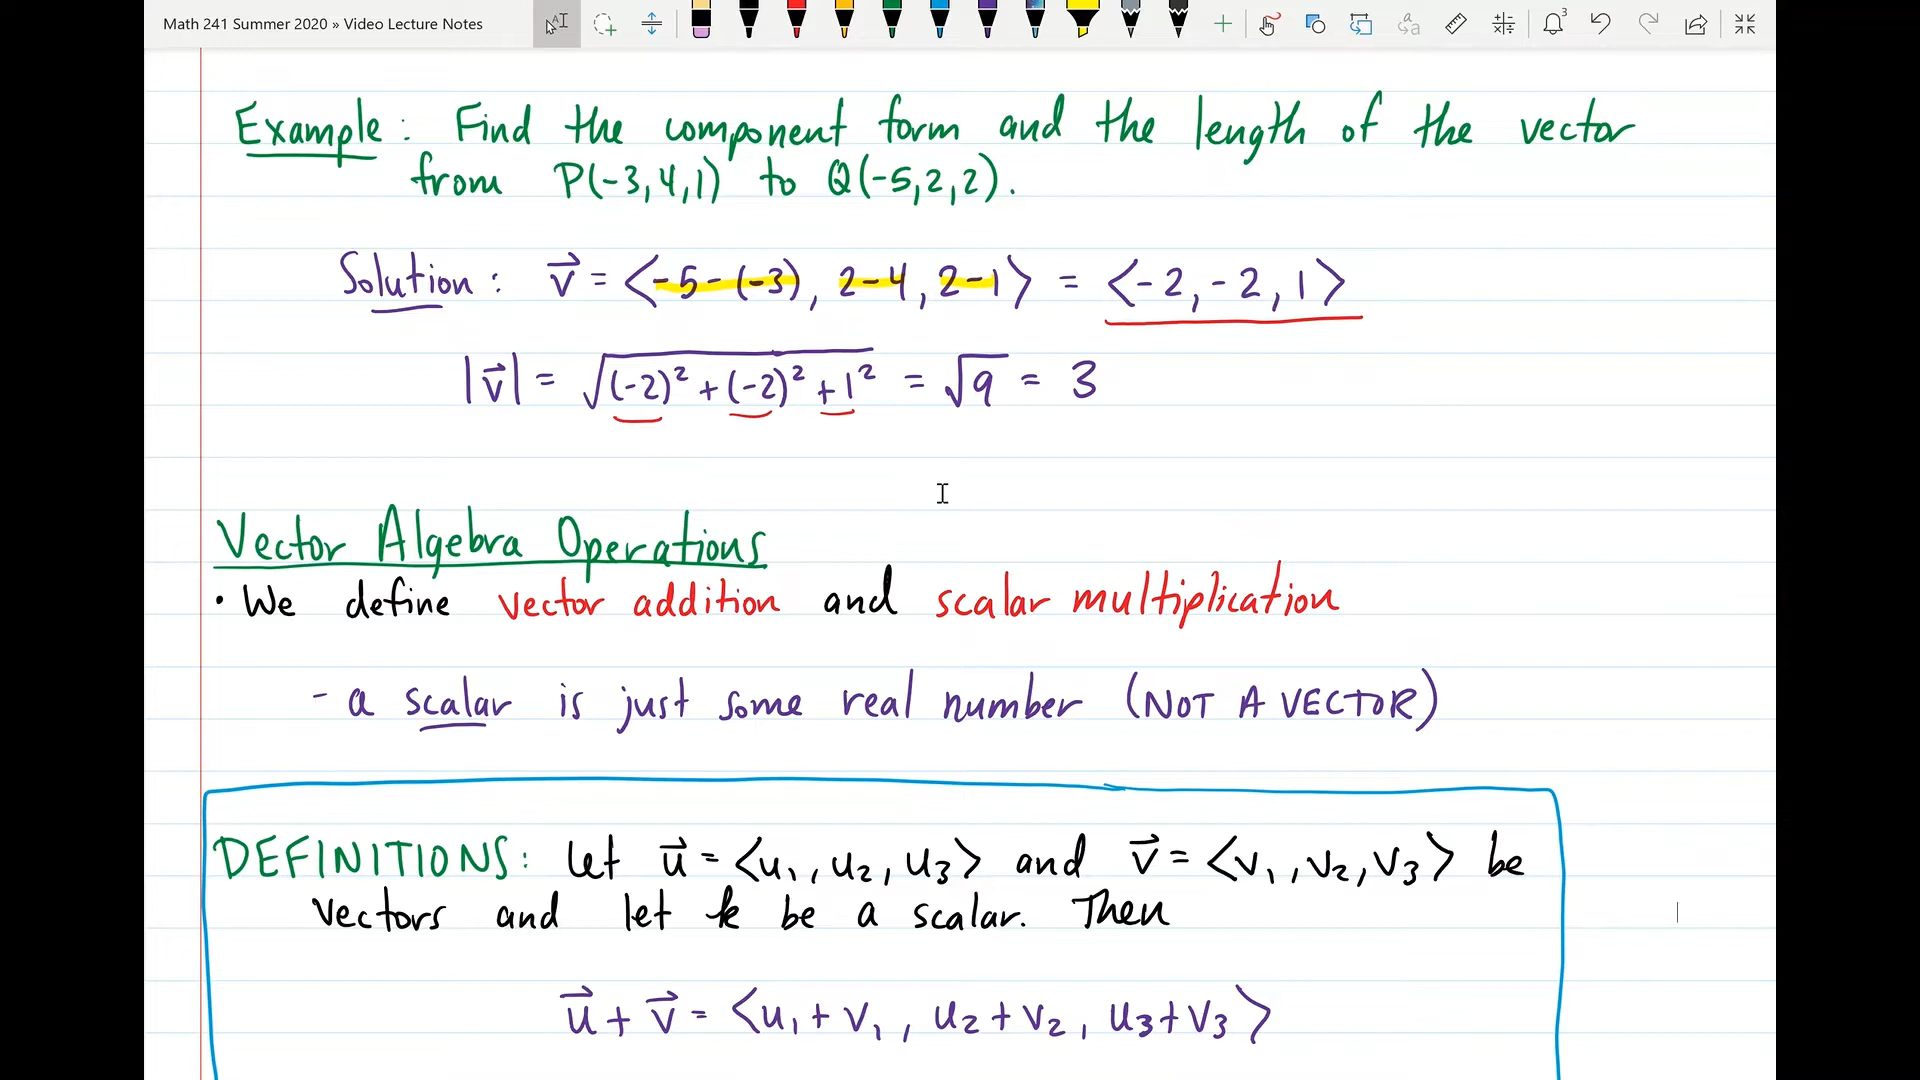 Math 241 Summer 2020 » Video Lecture Notes
3
Example: Find the component form and the length of the vector
from P(-3,4,1) to Q(-5,2,2).
Solution: v⃗ = ⟨-5-(-3), 2-4, 2-1⟩ = ⟨-2,-2,1⟩
|v⃗| = √((-2)² + (-2)² + 1²) = √9 = 3
Vector Algebra Operations
• We define vector addition and scalar multiplication
- a scalar is just some real number (NOT A VECTOR)
DEFINITIONS: Let u⃗ = ⟨u₁, u₂, u₃⟩ and v⃗ = ⟨v₁, v₂, v₃⟩ be
vectors and let k be a scalar. Then
u⃗ + v⃗ = ⟨u₁+v₁, u₂+v₂, u₃+v₃⟩